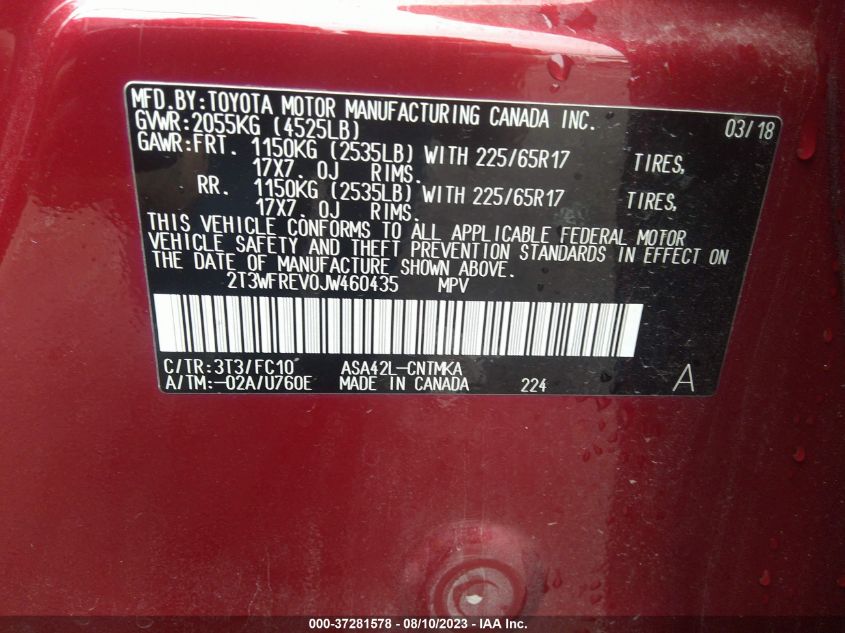 MFD.BY:TOYOTA MOTOR MANUFACTURING CANADA INC. 03/18
GVWR:2055KG (4525LB)
GAWR:FRT. 1150KG (2535LB) WITH 225/65R17 TIRES,
17X7.0J RIMS.
RR. 1150KG (2535LB) WITH 225/65R17 TIRES,
17X7.0J RIMS.
THIS VEHICLE CONFORMS TO ALL APPLICABLE FEDERAL MOTOR
VEHICLE SAFETY AND THEFT PREVENTION STANDARDS IN EFFECT ON
THE DATE OF MANUFACTURE SHOWN ABOVE.
2T3WFREV0JW460435 MPV
C/TR:3T3/FC10 ASA42L-CNTMKA
A/TM:-02A/U760E MADE IN CANADA 224 A
000-37281578 — 08/10/2023 — IAA Inc.